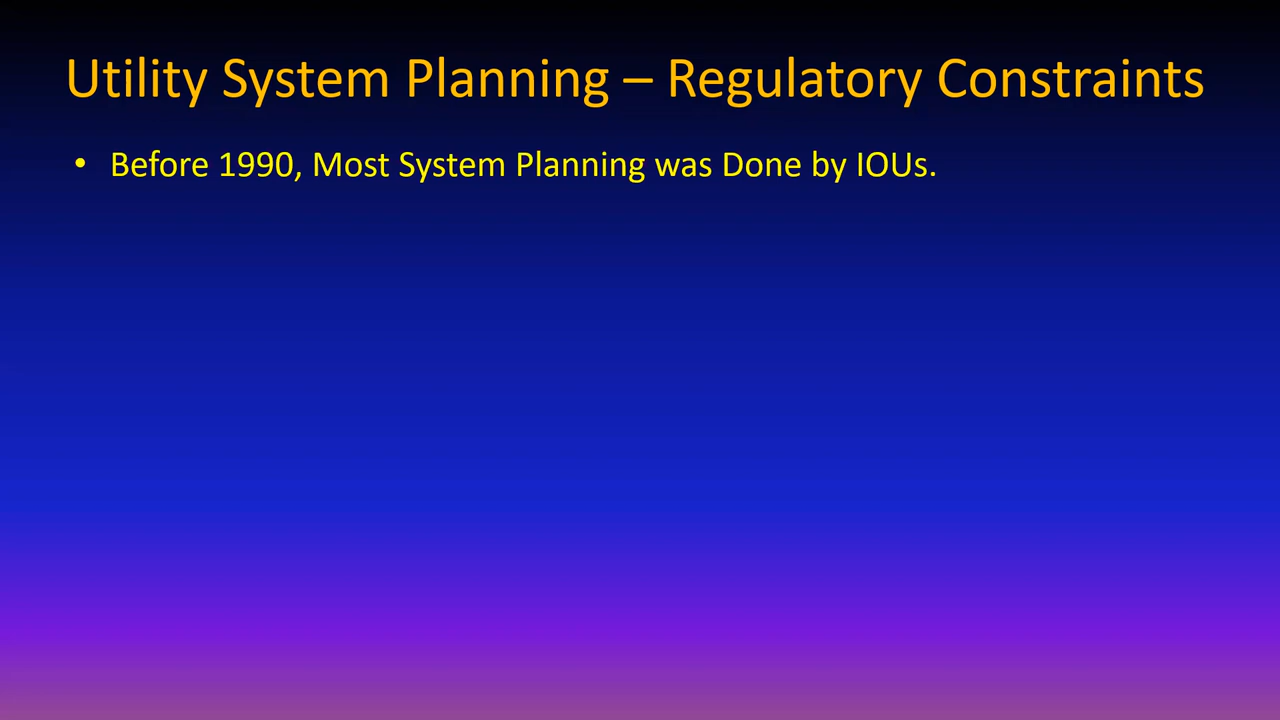 Utility System Planning – Regulatory Constraints
• Before 1990, Most System Planning was Done by IOUs.